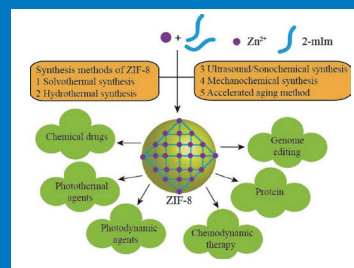 +
Zn²⁺
2-mIm
Synthesis methods of ZIF-8
1 Solvothermal synthesis
2 Hydrothermal synthesis
3 Ultrasound/Sonochemical synthesis
4 Mechanochemical synthesis
5 Accelerated aging method
Chemical drugs
Genome
editing
Photothermal
agents
ZIF-8
Protein
Photodynamic
agents
Chemodynamic
therapy